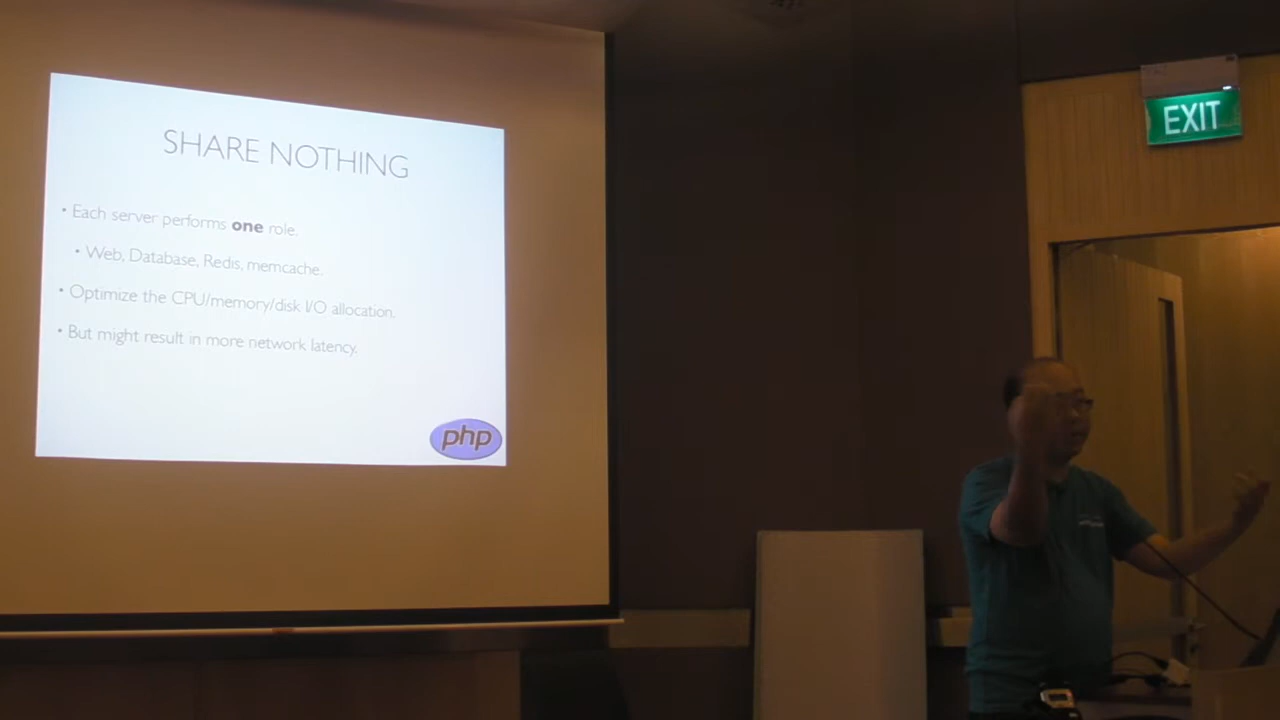 SHARE NOTHING
• Each server performs one role.
• Web, Database, Redis, memcache.
• Optimize the CPU/memory/disk I/O allocation.
• But might result in more network latency.
php
EXIT